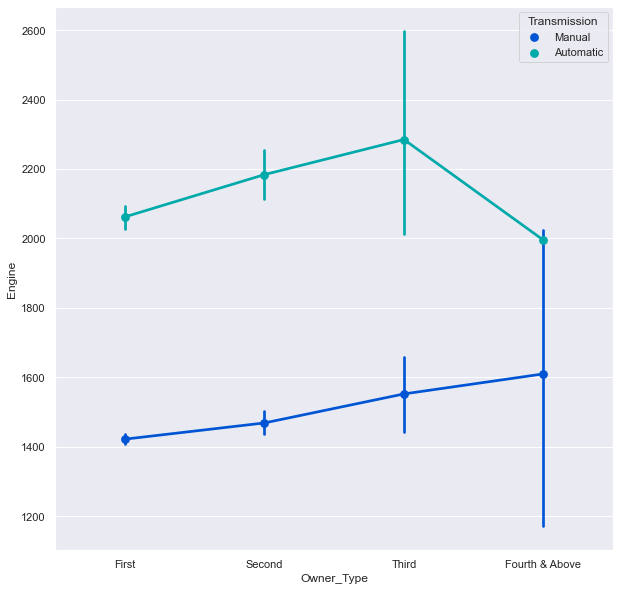 Transmission
Manual
Automatic
2600
2400
2200
2000
1800
1600
1400
1200
Engine
First Second Third Fourth & Above
Owner_Type